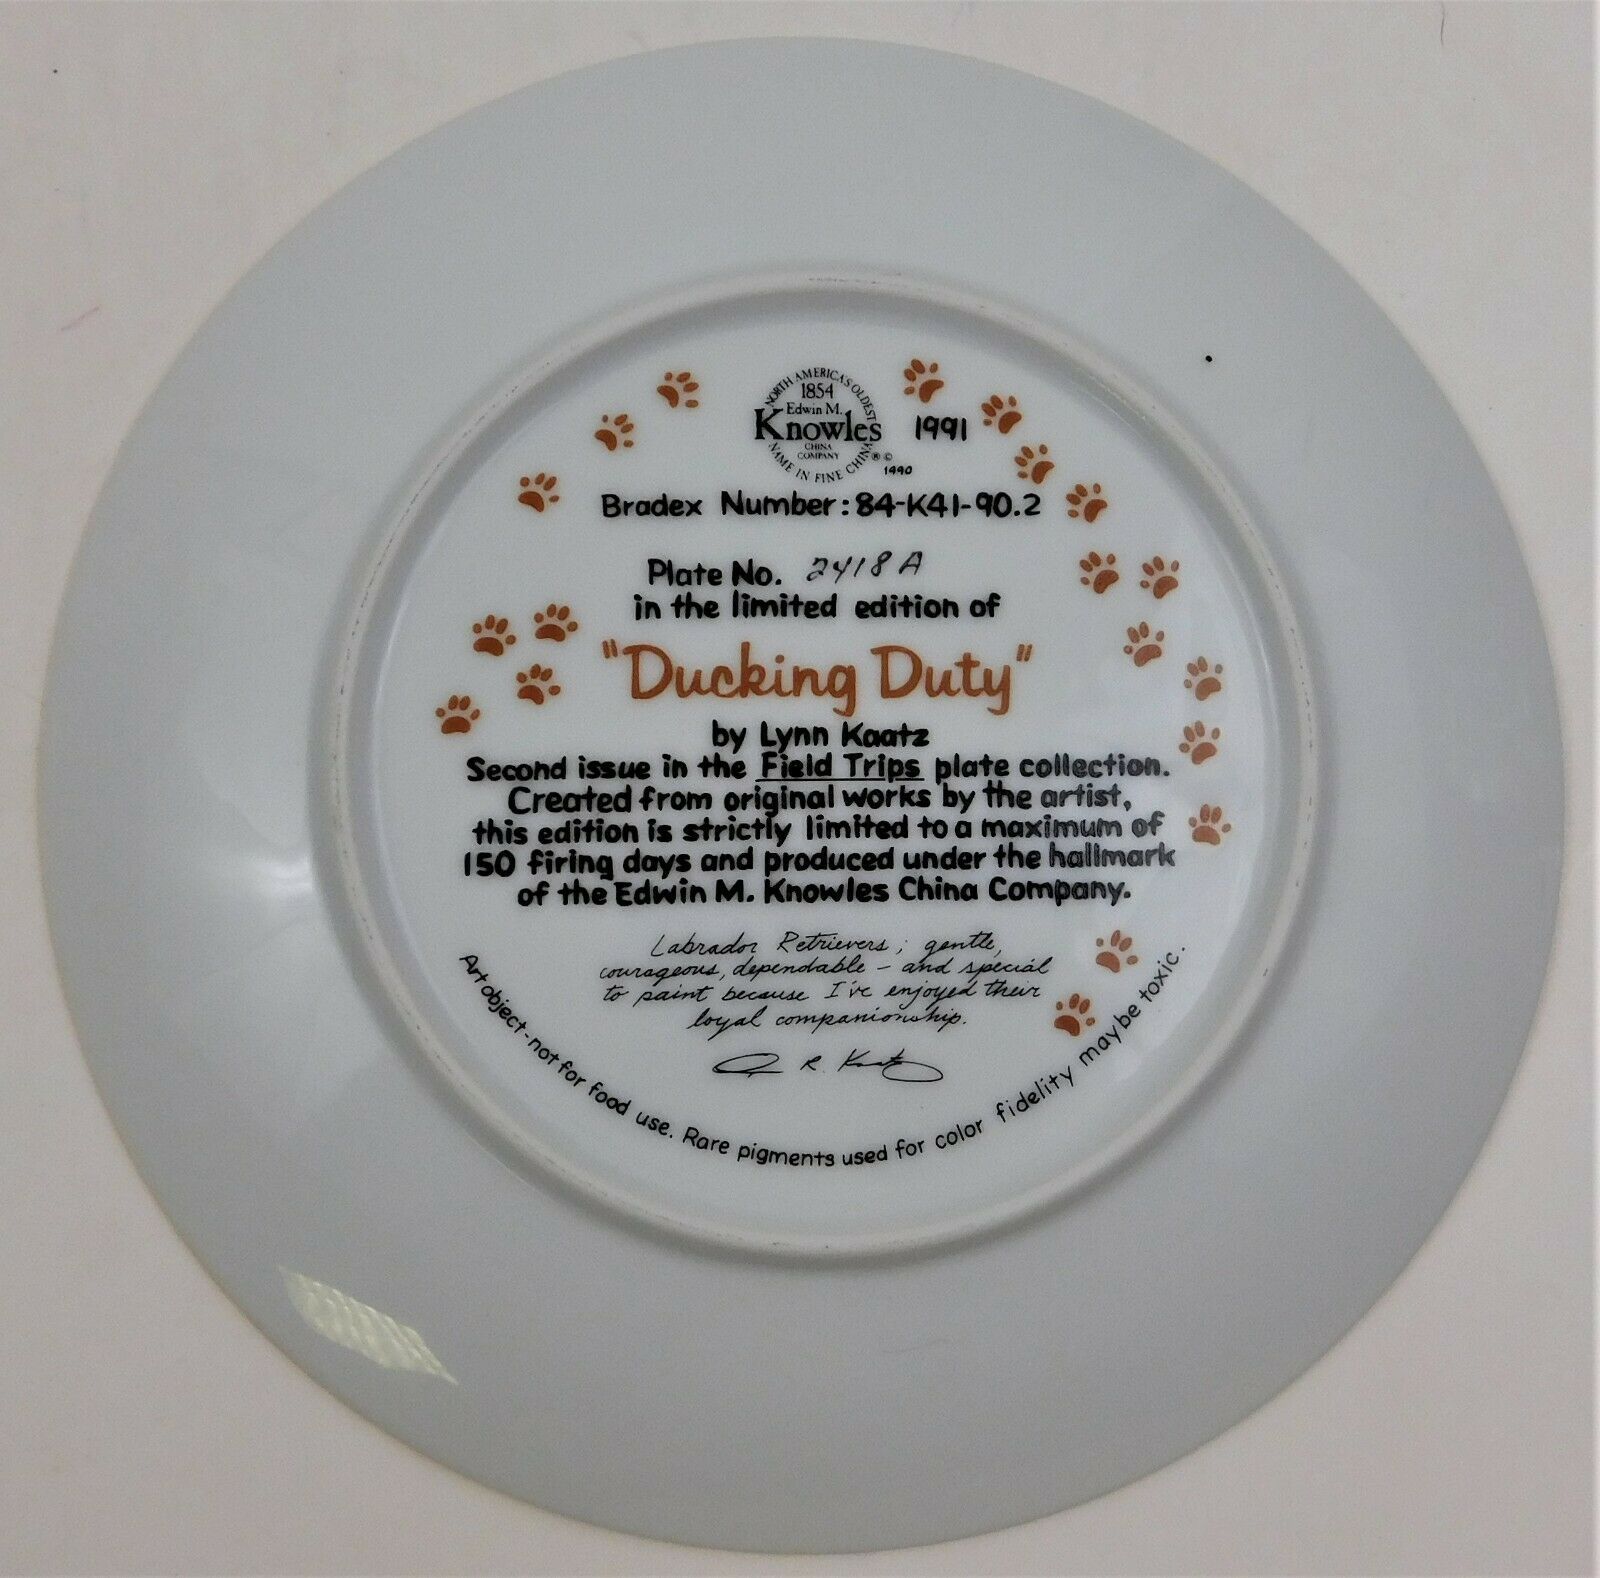 NORTH AMERICA'S OLDEST
1854
Edwin M.
Knowles
CHINA
COMPANY
NAME IN FINE CHINA
®©
1990
1991
Bradex Number: 84-K41-90.2
Plate No. 2418A
in the limited edition of
"Ducking Duty"
by Lynn Kaatz
Second issue in the Field Trips plate collection.
Created from original works by the artist,
this edition is strictly limited to a maximum of
150 firing days and produced under the hallmark
of the Edwin M. Knowles China Company.
Labrador Retrievers; gentle,
courageous, dependable – and special
to paint because I've enjoyed their
loyal companionship.
R. Kaatz
Art object-not for food use. Rare pigments used for color fidelity maybe toxic.